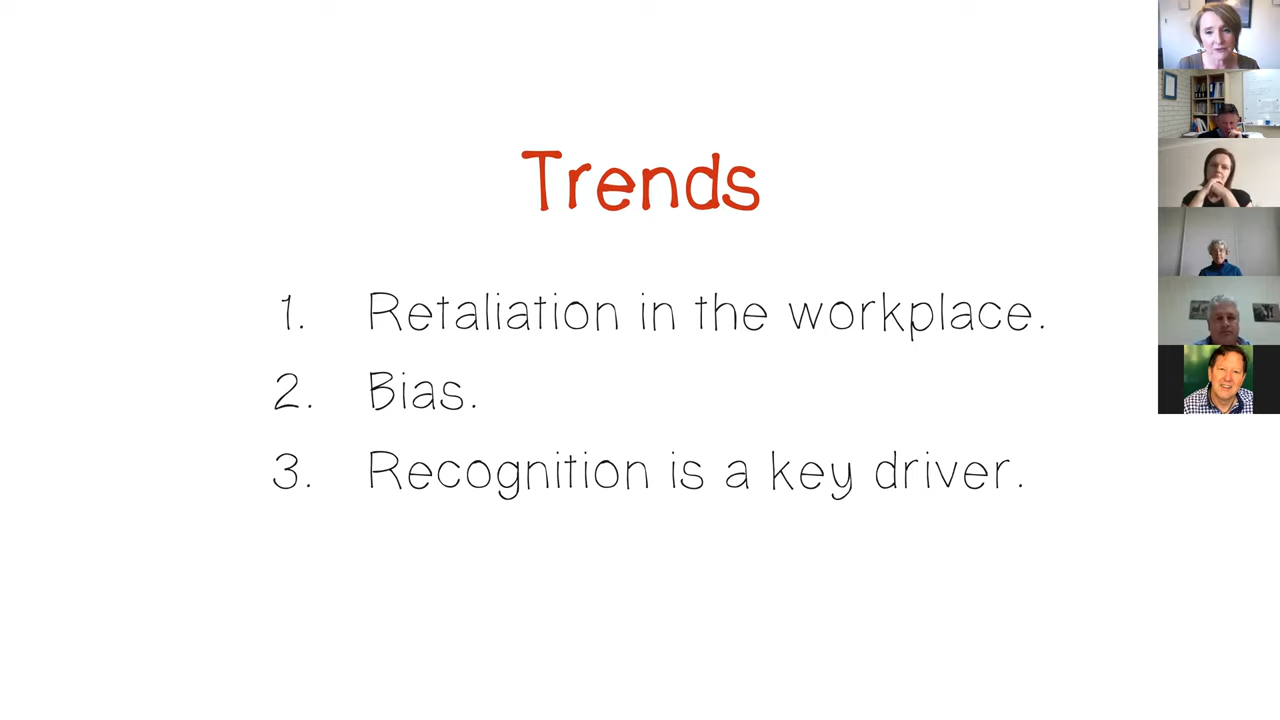 Trends
1. Retaliation in the workplace.
2. Bias.
3. Recognition is a key driver.